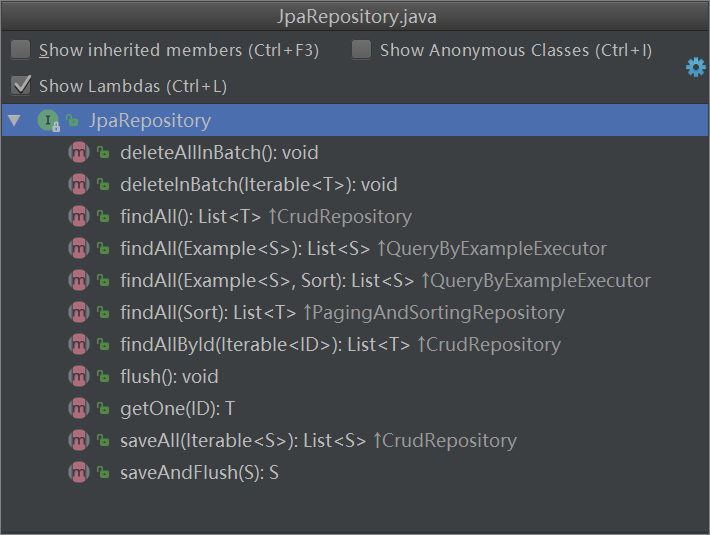 JpaRepository.java
Show inherited members (Ctrl+F3) Show Anonymous Classes (Ctrl+I)
Show Lambdas (Ctrl+L)
I JpaRepository
m deleteAllInBatch(): void
m deleteInBatch(Iterable<T>): void
m findAll(): List<T> ↑CrudRepository
m findAll(Example<S>): List<S> ↑QueryByExampleExecutor
m findAll(Example<S>, Sort): List<S> ↑QueryByExampleExecutor
m findAll(Sort): List<T> ↑PagingAndSortingRepository
m findAllById(Iterable<ID>): List<T> ↑CrudRepository
m flush(): void
m getOne(ID): T
m saveAll(Iterable<S>): List<S> ↑CrudRepository
m saveAndFlush(S): S